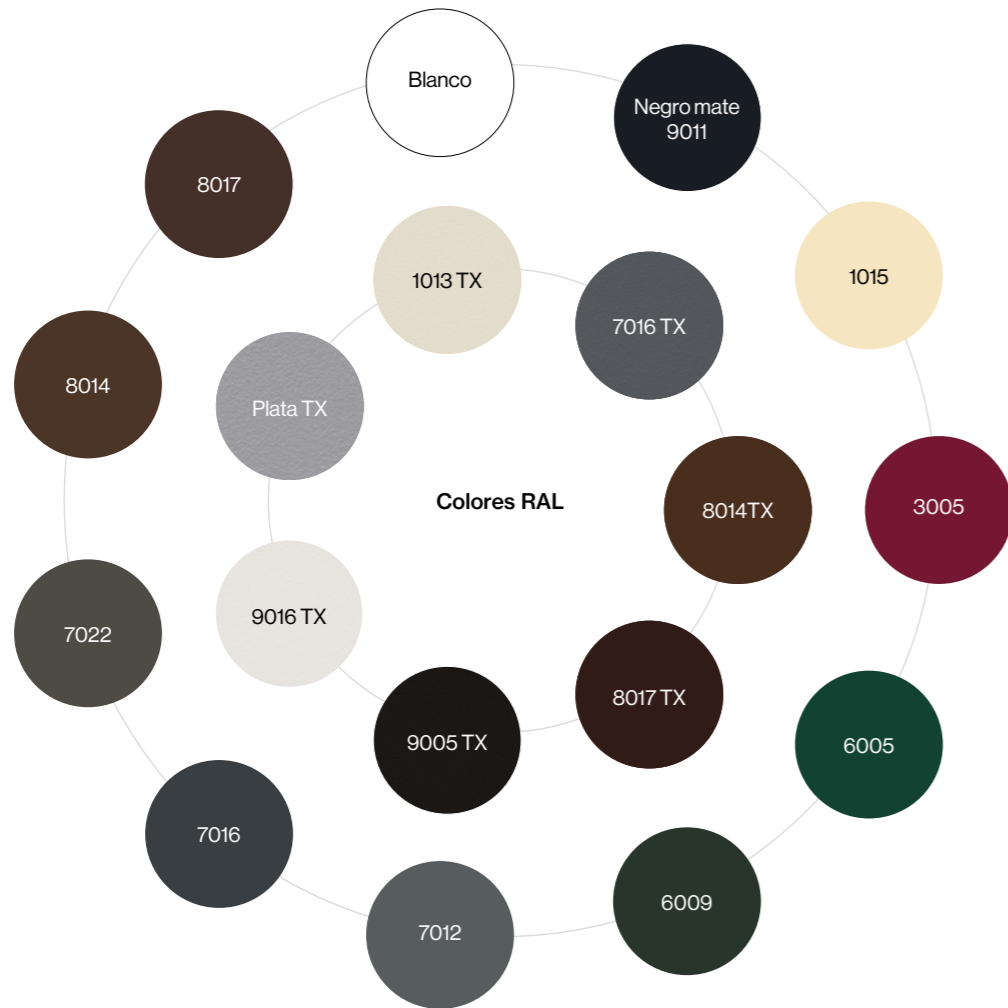 Blanco
Negro mate
9011
1015
3005
6005
6009
7012
7016
7022
8014
8017
1013 TX
7016 TX
8014TX
8017 TX
9005 TX
9016 TX
Plata TX
Colores RAL